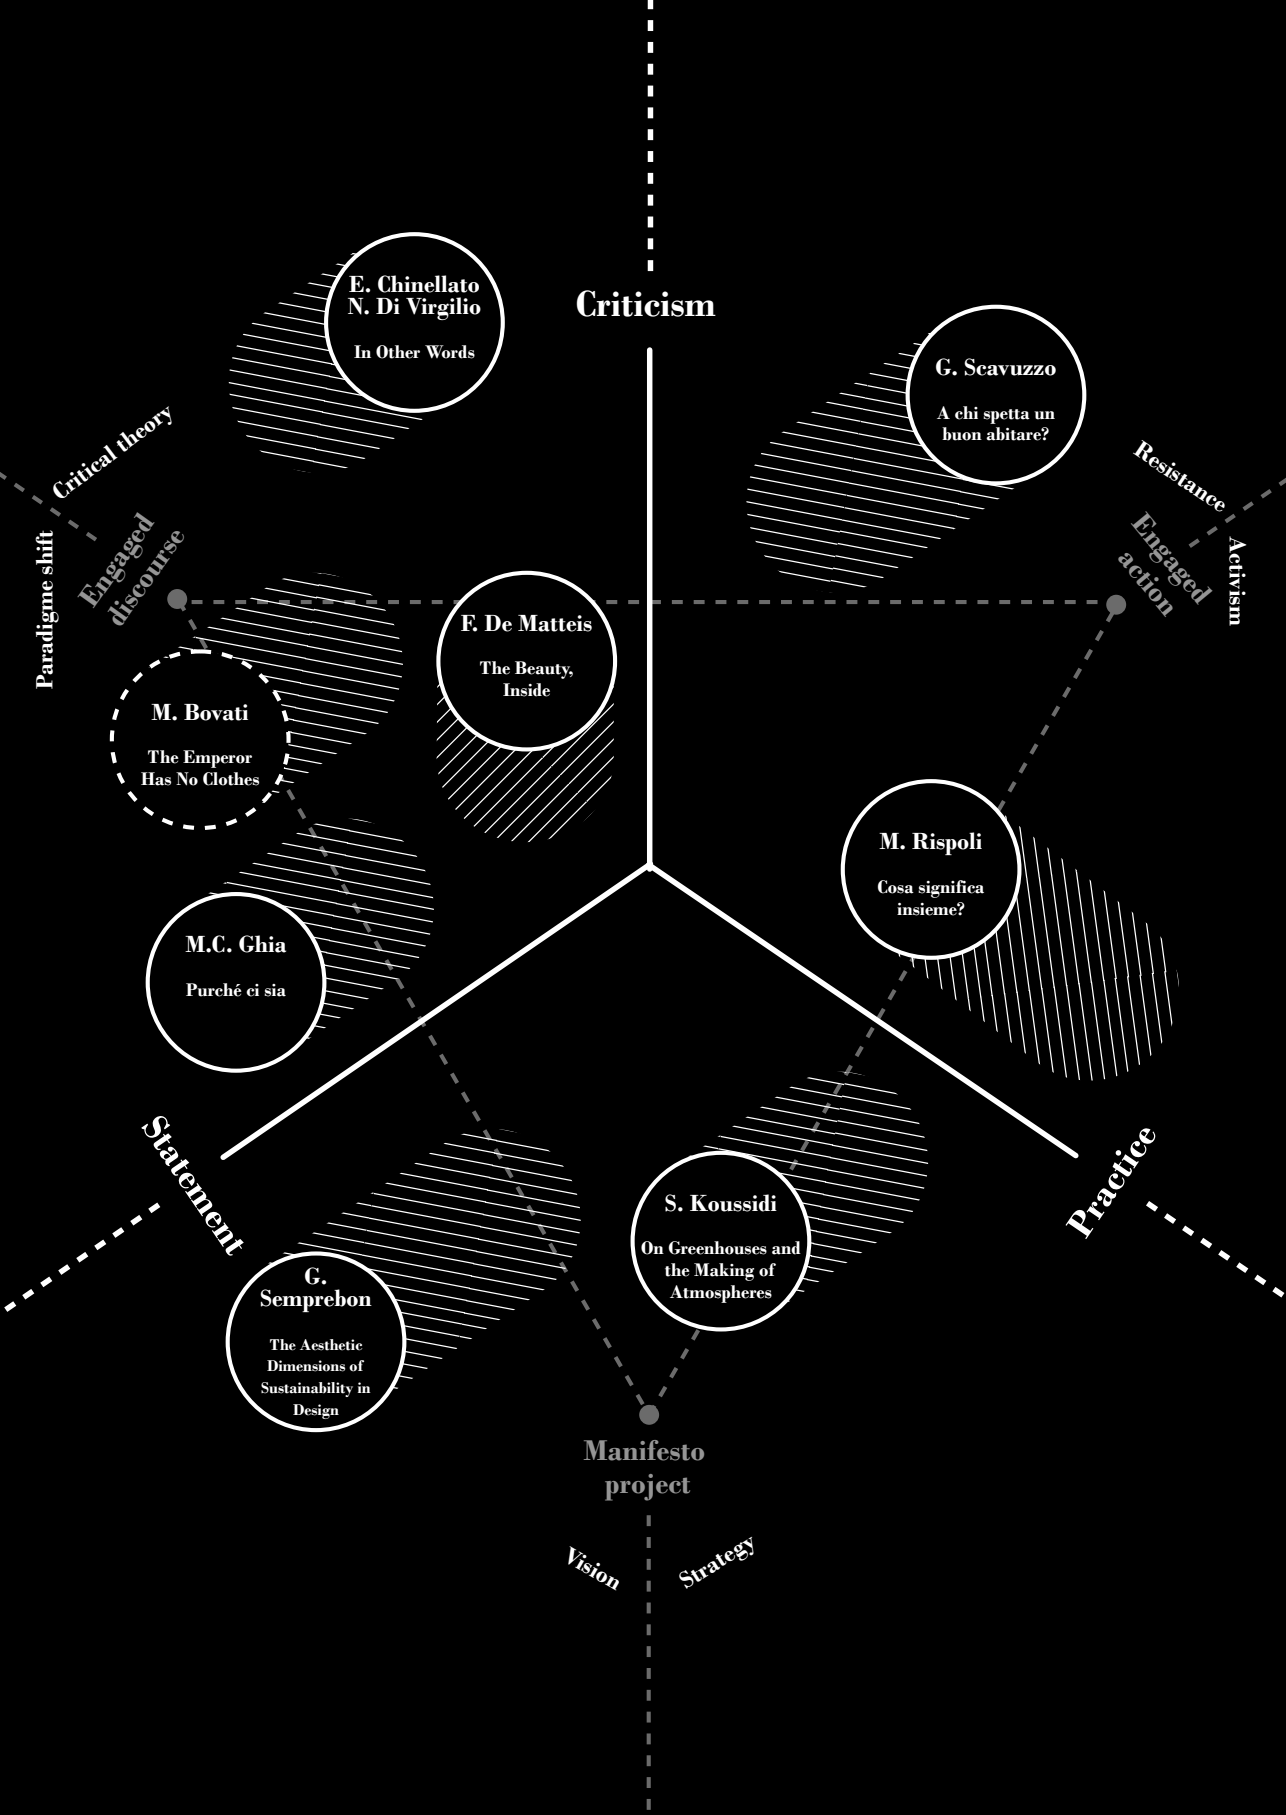 E. Chinellato
N. Di Virgilio
In Other Words
Criticism
G. Scavuzzo
A chi spetta un
buon abitare?
Critical theory
Paradigme shift
Engaged
discourse
Resistance
Activism
Engaged
action
F. De Matteis
The Beauty,
Inside
M. Bovati
The Emperor
Has No Clothes
M. Rispoli
Cosa significa
insieme?
M.C. Ghia
Purché ci sia
Statement
Practice
S. Koussidi
On Greenhouses and
the Making of
Atmospheres
G.
Semprebon
The Aesthetic
Dimensions of
Sustainability in
Design
Manifesto
project
Vision
Strategy